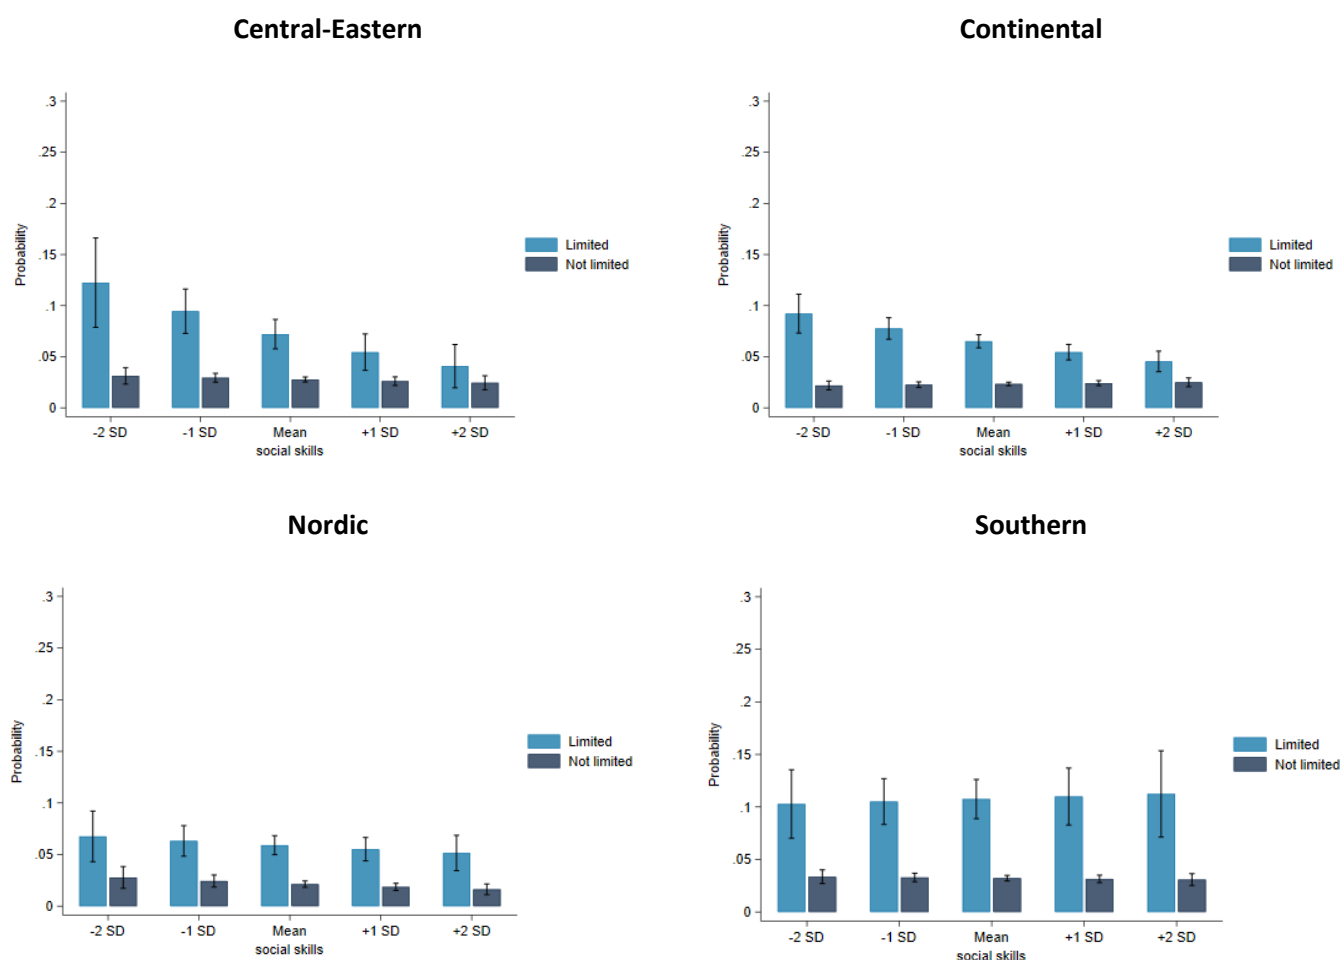 Central-Eastern
.3
.25
.2
.15
.1
.05
0
Probability
-2 SD -1 SD Mean +1 SD +2 SD
social skills
Limited
Not limited
Continental
.3
.25
.2
.15
.1
.05
0
Probability
-2 SD -1 SD Mean +1 SD +2 SD
social skills
Limited
Not limited
Nordic
.3
.25
.2
.15
.1
.05
0
Probability
-2 SD -1 SD Mean +1 SD +2 SD
social skills
Limited
Not limited
Southern
.3
.25
.2
.15
.1
.05
0
Probability
-2 SD -1 SD Mean +1 SD +2 SD
social skills
Limited
Not limited